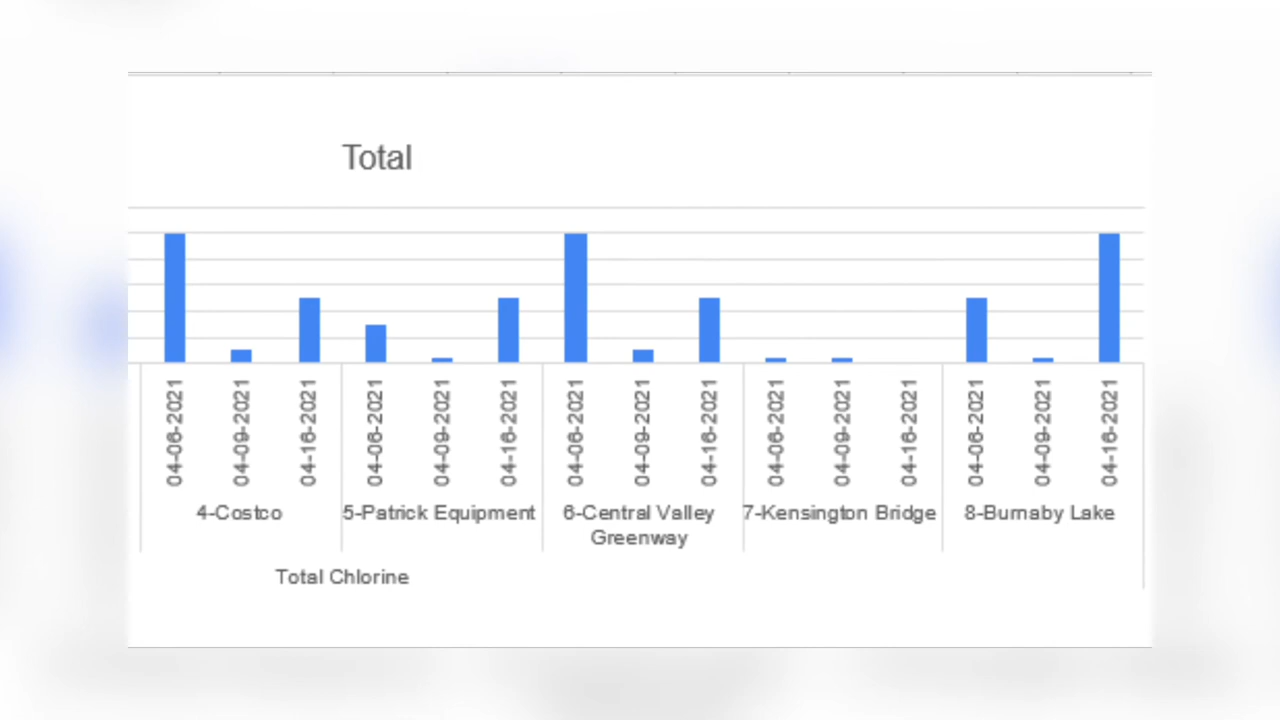 Total
04-06-2021
04-09-2021
04-16-2021
04-06-2021
04-09-2021
04-16-2021
04-06-2021
04-09-2021
04-16-2021
04-06-2021
04-09-2021
04-16-2021
04-06-2021
04-09-2021
04-16-2021
4-Costco
5-Patrick Equipment
6-Central Valley
Greenway
7-Kensington Bridge
8-Burnaby Lake
Total Chlorine